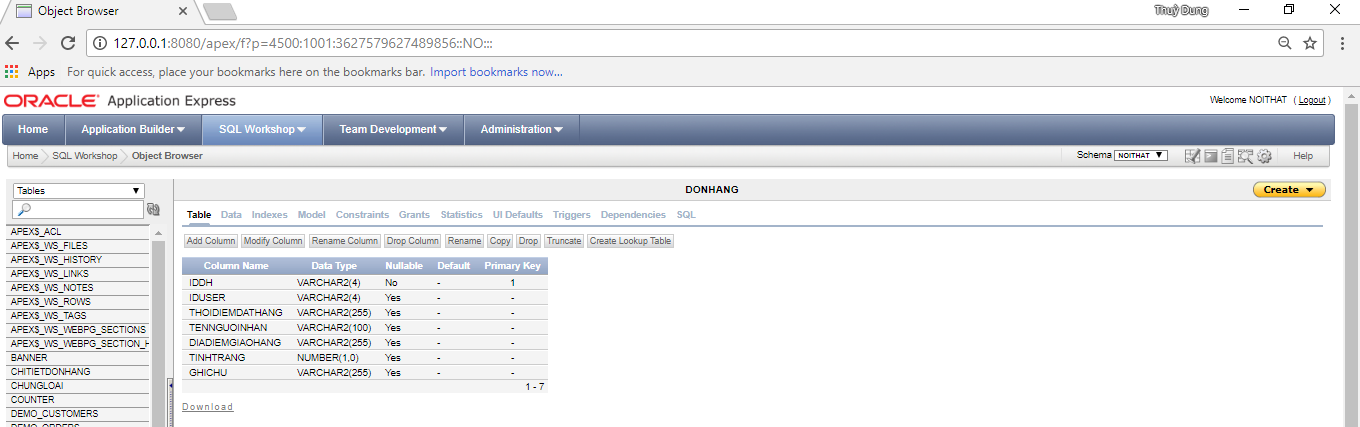 Object Browser
Thuỳ Dung
127.0.0.1:8080/apex/f?p=4500:1001:3627579627489856::NO:::
Apps For quick access, place your bookmarks here on the bookmarks bar. Import bookmarks now...
ORACLE Application Express
Welcome NOITHAT ( Logout )
Home Application Builder SQL Workshop Team Development Administration
Home SQL Workshop Object Browser
Schema NOITHAT Help
Tables
DONHANG
Create
Table Data Indexes Model Constraints Grants Statistics UI Defaults Triggers Dependencies SQL
Add Column Modify Column Rename Column Drop Column Rename Copy Drop Truncate Create Lookup Table
APEX$_ACL
APEX$_WS_FILES
APEX$_WS_HISTORY
APEX$_WS_LINKS
APEX$_WS_NOTES
APEX$_WS_ROWS
APEX$_WS_TAGS
APEX$_WS_WEBPG_SECTIONS
APEX$_WS_WEBPG_SECTION_H
BANNER
CHITIETDONHANG
CHUNGLOAI
COUNTER
DEMO_CUSTOMERS
DEMO_ORDERS
Column Name Data Type Nullable Default Primary Key
IDDH VARCHAR2(4) No - 1
IDUSER VARCHAR2(4) Yes - -
THOIDIEMDATHANG VARCHAR2(255) Yes - -
TENNGUOINHAN VARCHAR2(100) Yes - -
DIADIEMGIAOHANG VARCHAR2(255) Yes - -
TINHTRANG NUMBER(1,0) Yes - -
GHICHU VARCHAR2(255) Yes - -
1 - 7
Download